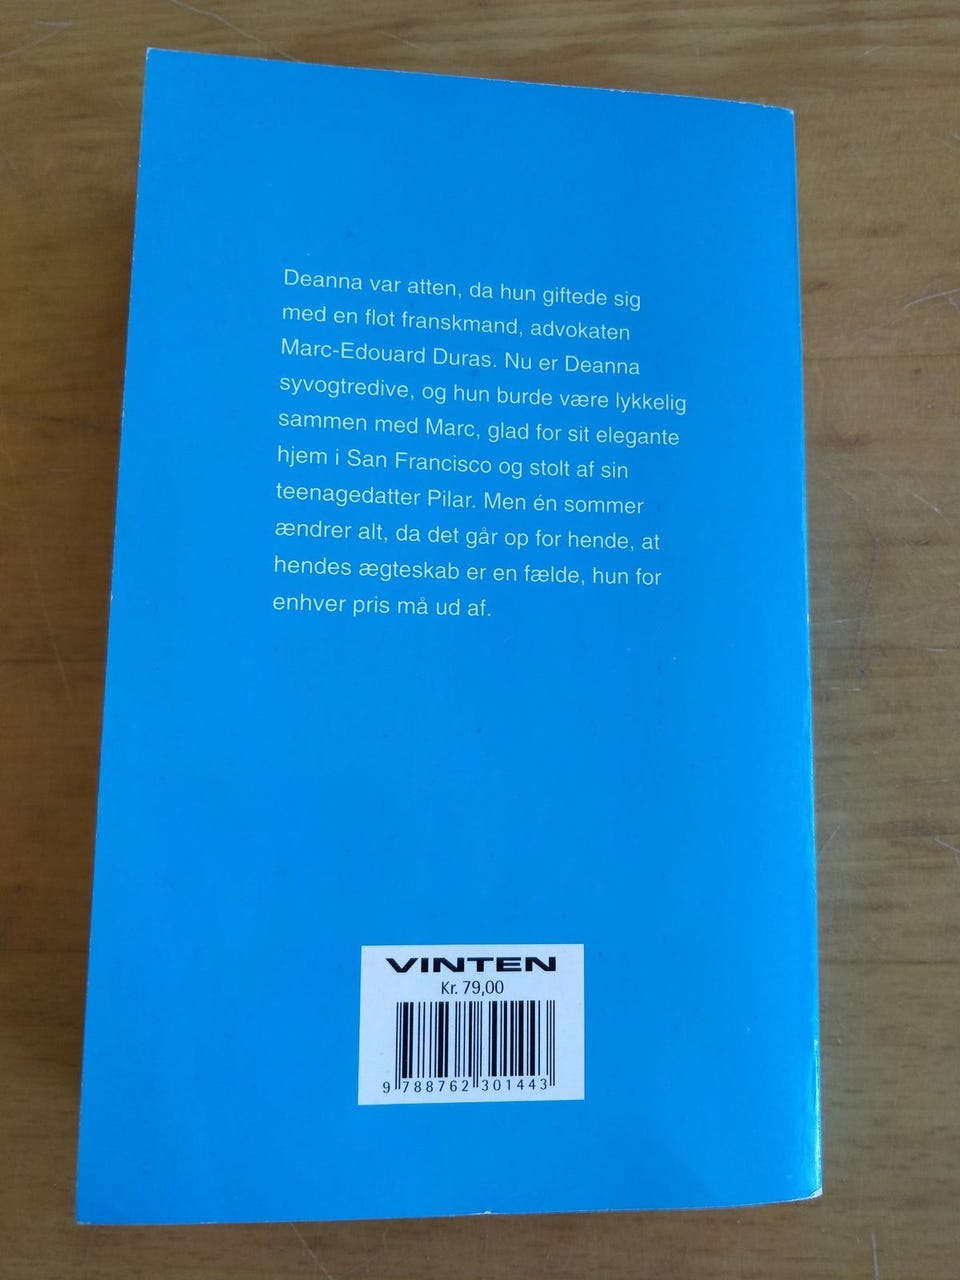 Deanna var atten, da hun giftede sig
med en flot franskmand, advokaten
Marc-Edouard Duras. Nu er Deanna
syvogtredive, og hun burde være lykkelig
sammen med Marc, glad for sit elegante
hjem i San Francisco og stolt af sin
teenagedatter Pilar. Men én sommer
ændrer alt, da det går op for hende, at
hendes ægteskab er en fælde, hun for
enhver pris må ud af.
VINTEN
Kr. 79,00
9 788762 301443